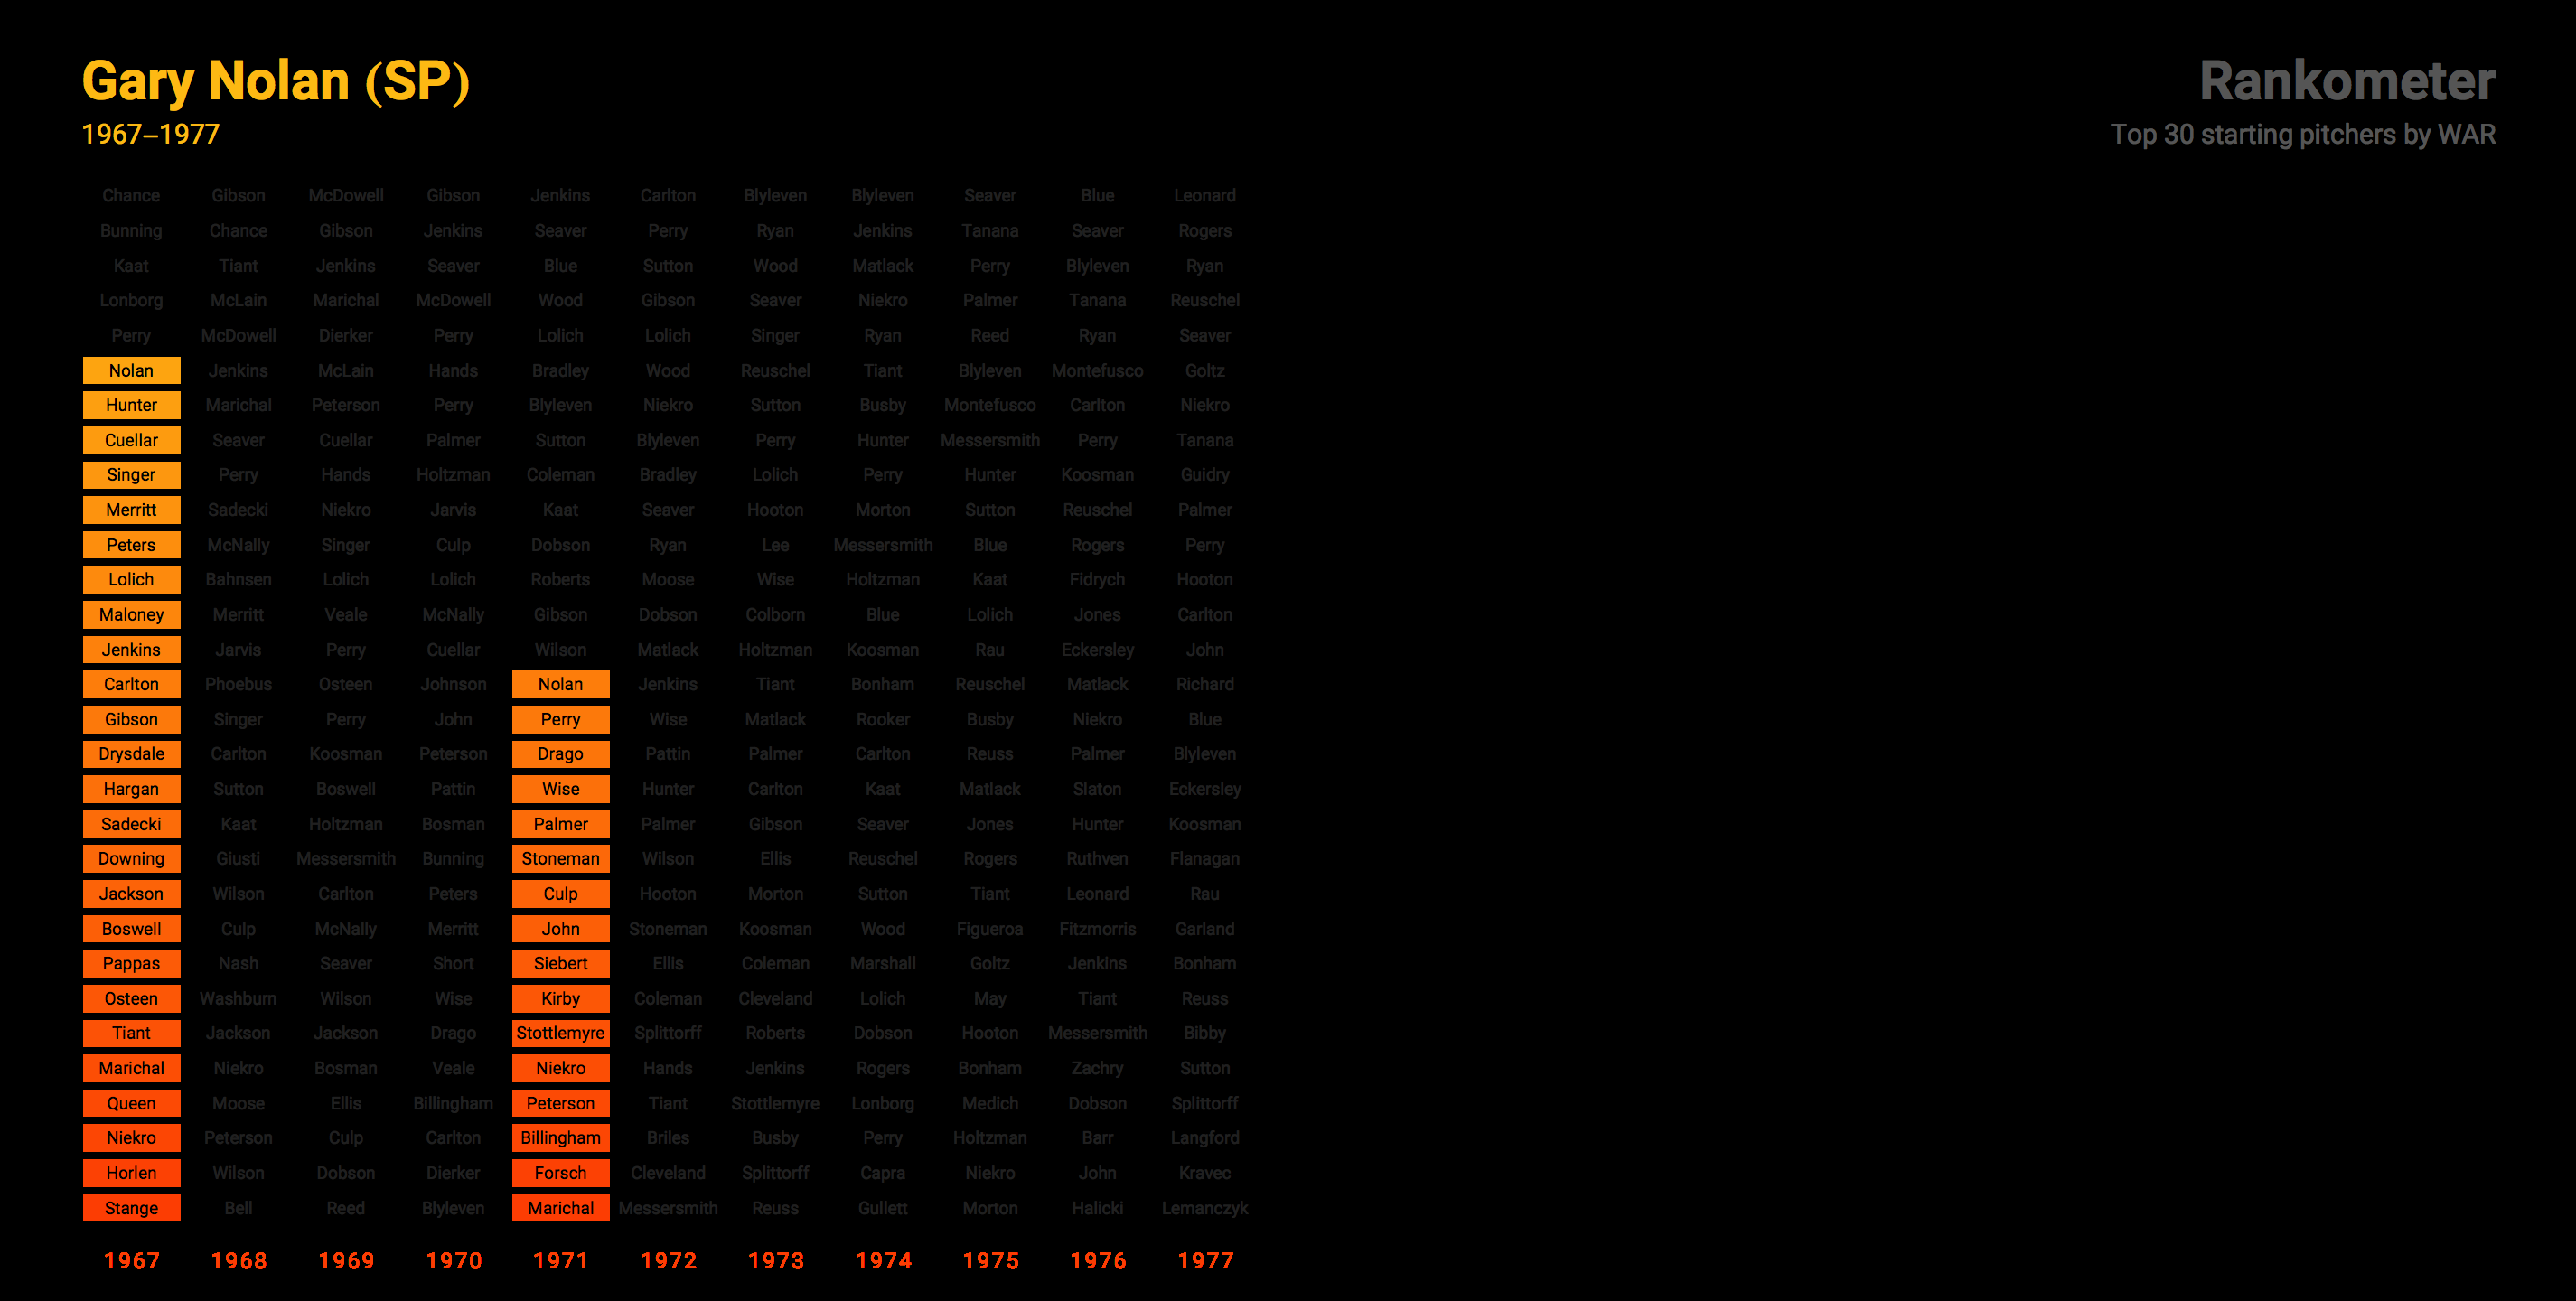 Gary Nolan (SP)
1967–1977
Rankometer
Top 30 starting pitchers by WAR
Chance Gibson McDowell Gibson Jenkins Carlton Blyleven Blyleven Seaver Blue Leonard
Bunning Chance Gibson Jenkins Seaver Perry Ryan Jenkins Tanana Seaver Rogers
Kaat Tiant Jenkins Seaver Blue Sutton Wood Matlack Perry Blyleven Ryan
Lonborg McLain Marichal McDowell Wood Gibson Seaver Niekro Palmer Tanana Reuschel
Perry McDowell Dierker Perry Lolich Lolich Singer Ryan Reed Ryan Seaver
Nolan Jenkins McLain Hands Bradley Wood Reuschel Tiant Blyleven Montefusco Goltz
Hunter Marichal Peterson Perry Blyleven Niekro Sutton Busby Montefusco Carlton Niekro
Cuellar Seaver Cuellar Palmer Sutton Blyleven Perry Hunter Messersmith Perry Tanana
Singer Perry Hands Holtzman Coleman Bradley Lolich Perry Hunter Koosman Guidry
Merritt Sadecki Niekro Jarvis Kaat Seaver Hooton Morton Sutton Reuschel Palmer
Peters McNally Singer Culp Dobson Ryan Lee Messersmith Blue Rogers Perry
Lolich Bahnsen Lolich Lolich Roberts Moose Wise Holtzman Kaat Fidrych Hooton
Maloney Merritt Veale McNally Gibson Dobson Colborn Blue Lolich Jones Carlton
Jenkins Jarvis Perry Cuellar Wilson Matlack Holtzman Koosman Rau Eckersley John
Carlton Phoebus Osteen Johnson Nolan Jenkins Tiant Bonham Reuschel Matlack Richard
Gibson Singer Perry John Perry Wise Matlack Rooker Busby Niekro Blue
Drysdale Carlton Koosman Peterson Drago Pattin Palmer Carlton Reuss Palmer Blyleven
Hargan Sutton Boswell Pattin Wise Hunter Carlton Kaat Matlack Slaton Eckersley
Sadecki Kaat Holtzman Bosman Palmer Palmer Gibson Seaver Jones Hunter Koosman
Downing Giusti Messersmith Bunning Stoneman Wilson Ellis Reuschel Rogers Ruthven Flanagan
Jackson Wilson Carlton Peters Culp Hooton Morton Sutton Tiant Leonard Rau
Boswell Culp McNally Merritt John Stoneman Koosman Wood Figueroa Fitzmorris Garland
Pappas Nash Seaver Short Siebert Ellis Coleman Marshall Goltz Jenkins Bonham
Osteen Washburn Wilson Wise Kirby Coleman Cleveland Lolich May Tiant Reuss
Tiant Jackson Jackson Drago Stottlemyre Splittorff Roberts Dobson Hooton Messersmith Bibby
Marichal Niekro Bosman Veale Niekro Hands Jenkins Rogers Bonham Zachry Sutton
Queen Moose Ellis Billingham Peterson Tiant Stottlemyre Lonborg Medich Dobson Splittorff
Niekro Peterson Culp Carlton Billingham Briles Busby Perry Holtzman Barr Langford
Horlen Wilson Dobson Dierker Forsch Cleveland Splittorff Capra Niekro John Kravec
Stange Bell Reed Blyleven Marichal Messersmith Reuss Gullett Morton Halicki Lemanczyk
1967 1968 1969 1970 1971 1972 1973 1974 1975 1976 1977